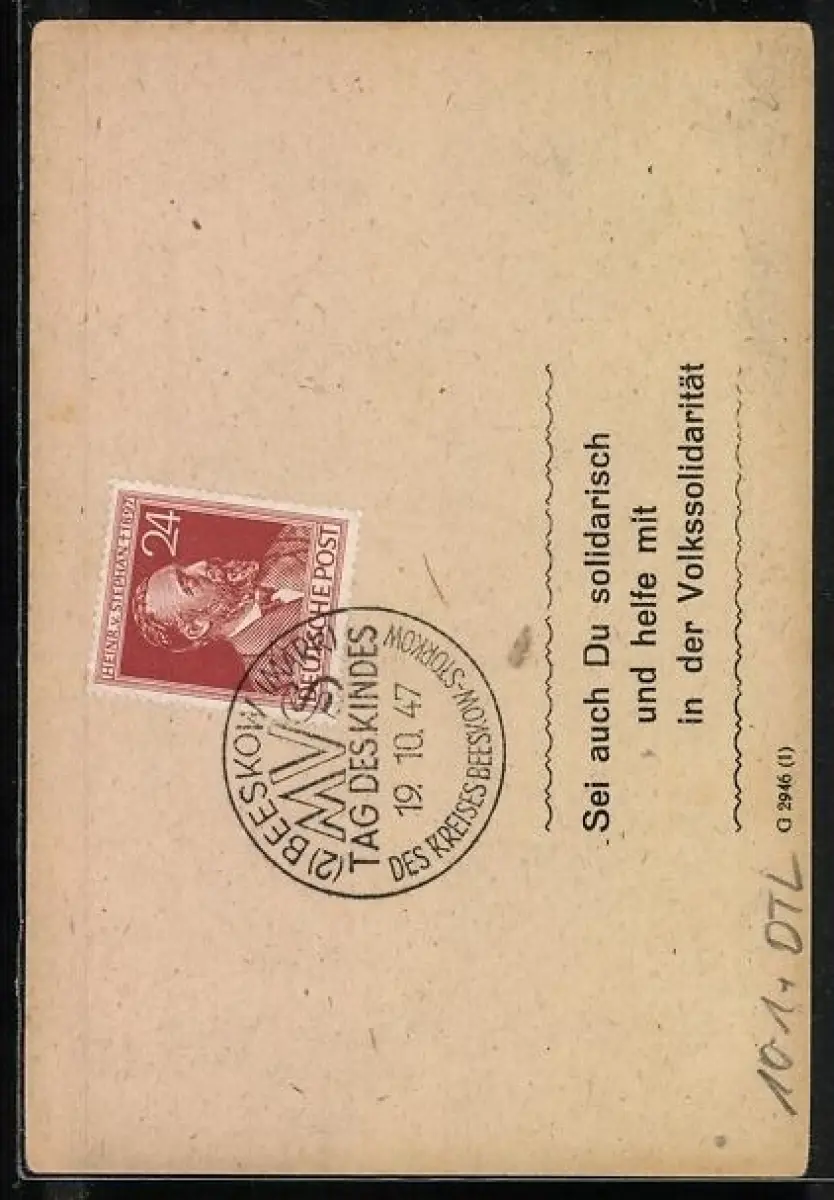 HEINR. v. STEPHAN † 1897
24
DEUTSCHE POST
(2) BEESKOW (MARK)
TAG DES KINDES
19. 10. 47
DES KREISES BEESKOW-STORKOW
Sei auch Du solidarisch
und helfe mit
in der Volkssolidarität
G 2946 (1)
DTL